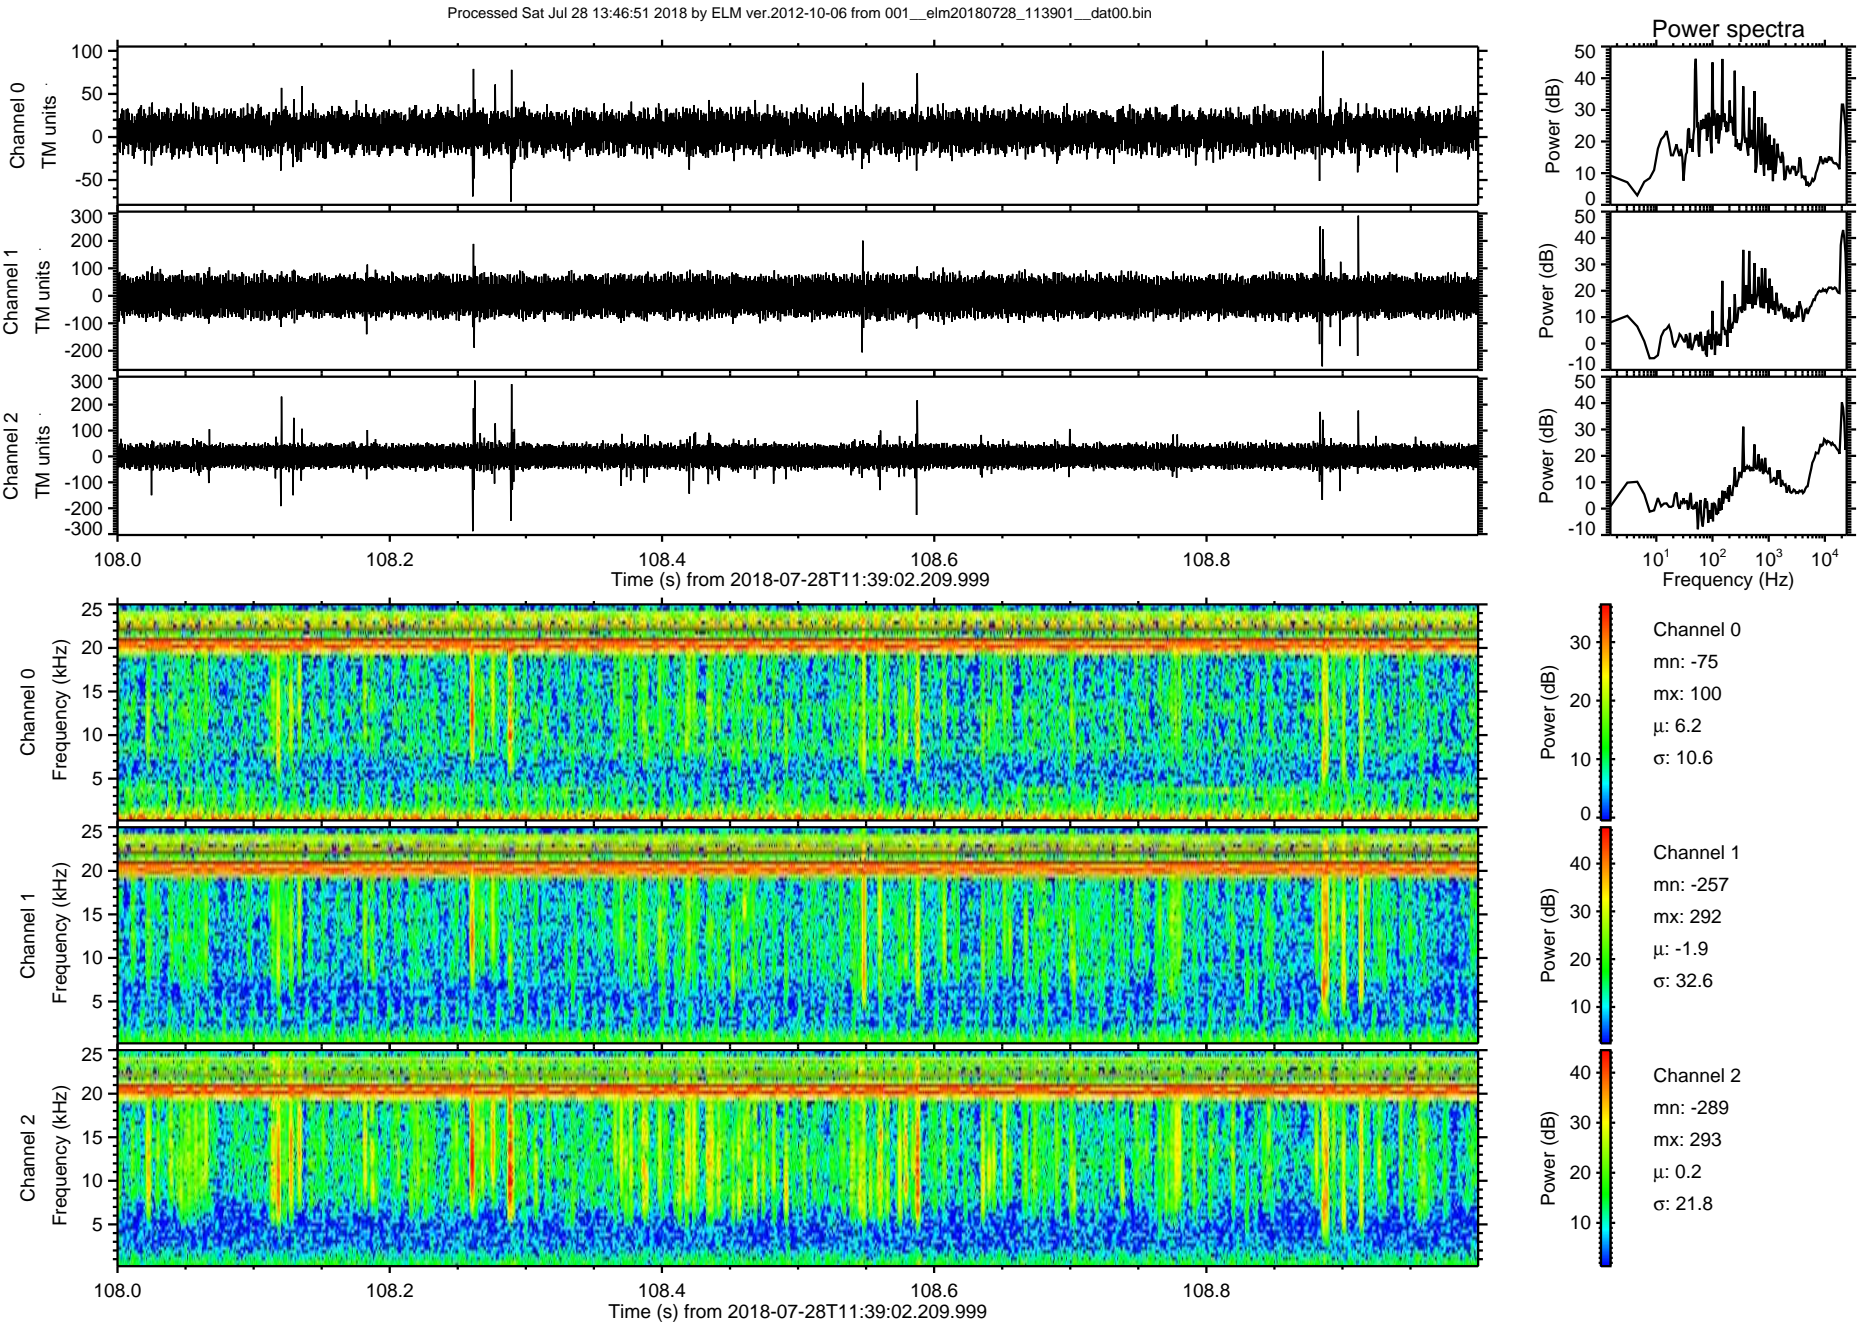 Processed Sat Jul 28 13:46:51 2018 by ELM ver.2012-10-06 from 001__elm20180728_113901__dat00.bin
Power spectra
Channel 0
TM units
100
50
0
-50
Power (dB)
50
40
30
20
10
0
Channel 1
TM units
300
200
100
0
-100
-200
Power (dB)
50
40
30
20
10
0
-10
Channel 2
TM units
300
200
100
0
-100
-200
-300
Power (dB)
50
40
30
20
10
0
-10
108.0 108.2 108.4 108.6 108.8
Time (s) from 2018-07-28T11:39:02.209.999
10^1 10^2 10^3 10^4
Frequency (Hz)
Channel 0
Frequency (kHz)
25
20
15
10
5
Power (dB)
30
20
10
0
Channel 0
mn: -75
mx: 100
µ: 6.2
σ: 10.6
Channel 1
Frequency (kHz)
25
20
15
10
5
Power (dB)
40
30
20
10
Channel 1
mn: -257
mx: 292
µ: -1.9
σ: 32.6
Channel 2
Frequency (kHz)
25
20
15
10
5
Power (dB)
40
30
20
10
Channel 2
mn: -289
mx: 293
µ: 0.2
σ: 21.8
108.0 108.2 108.4 108.6 108.8
Time (s) from 2018-07-28T11:39:02.209.999